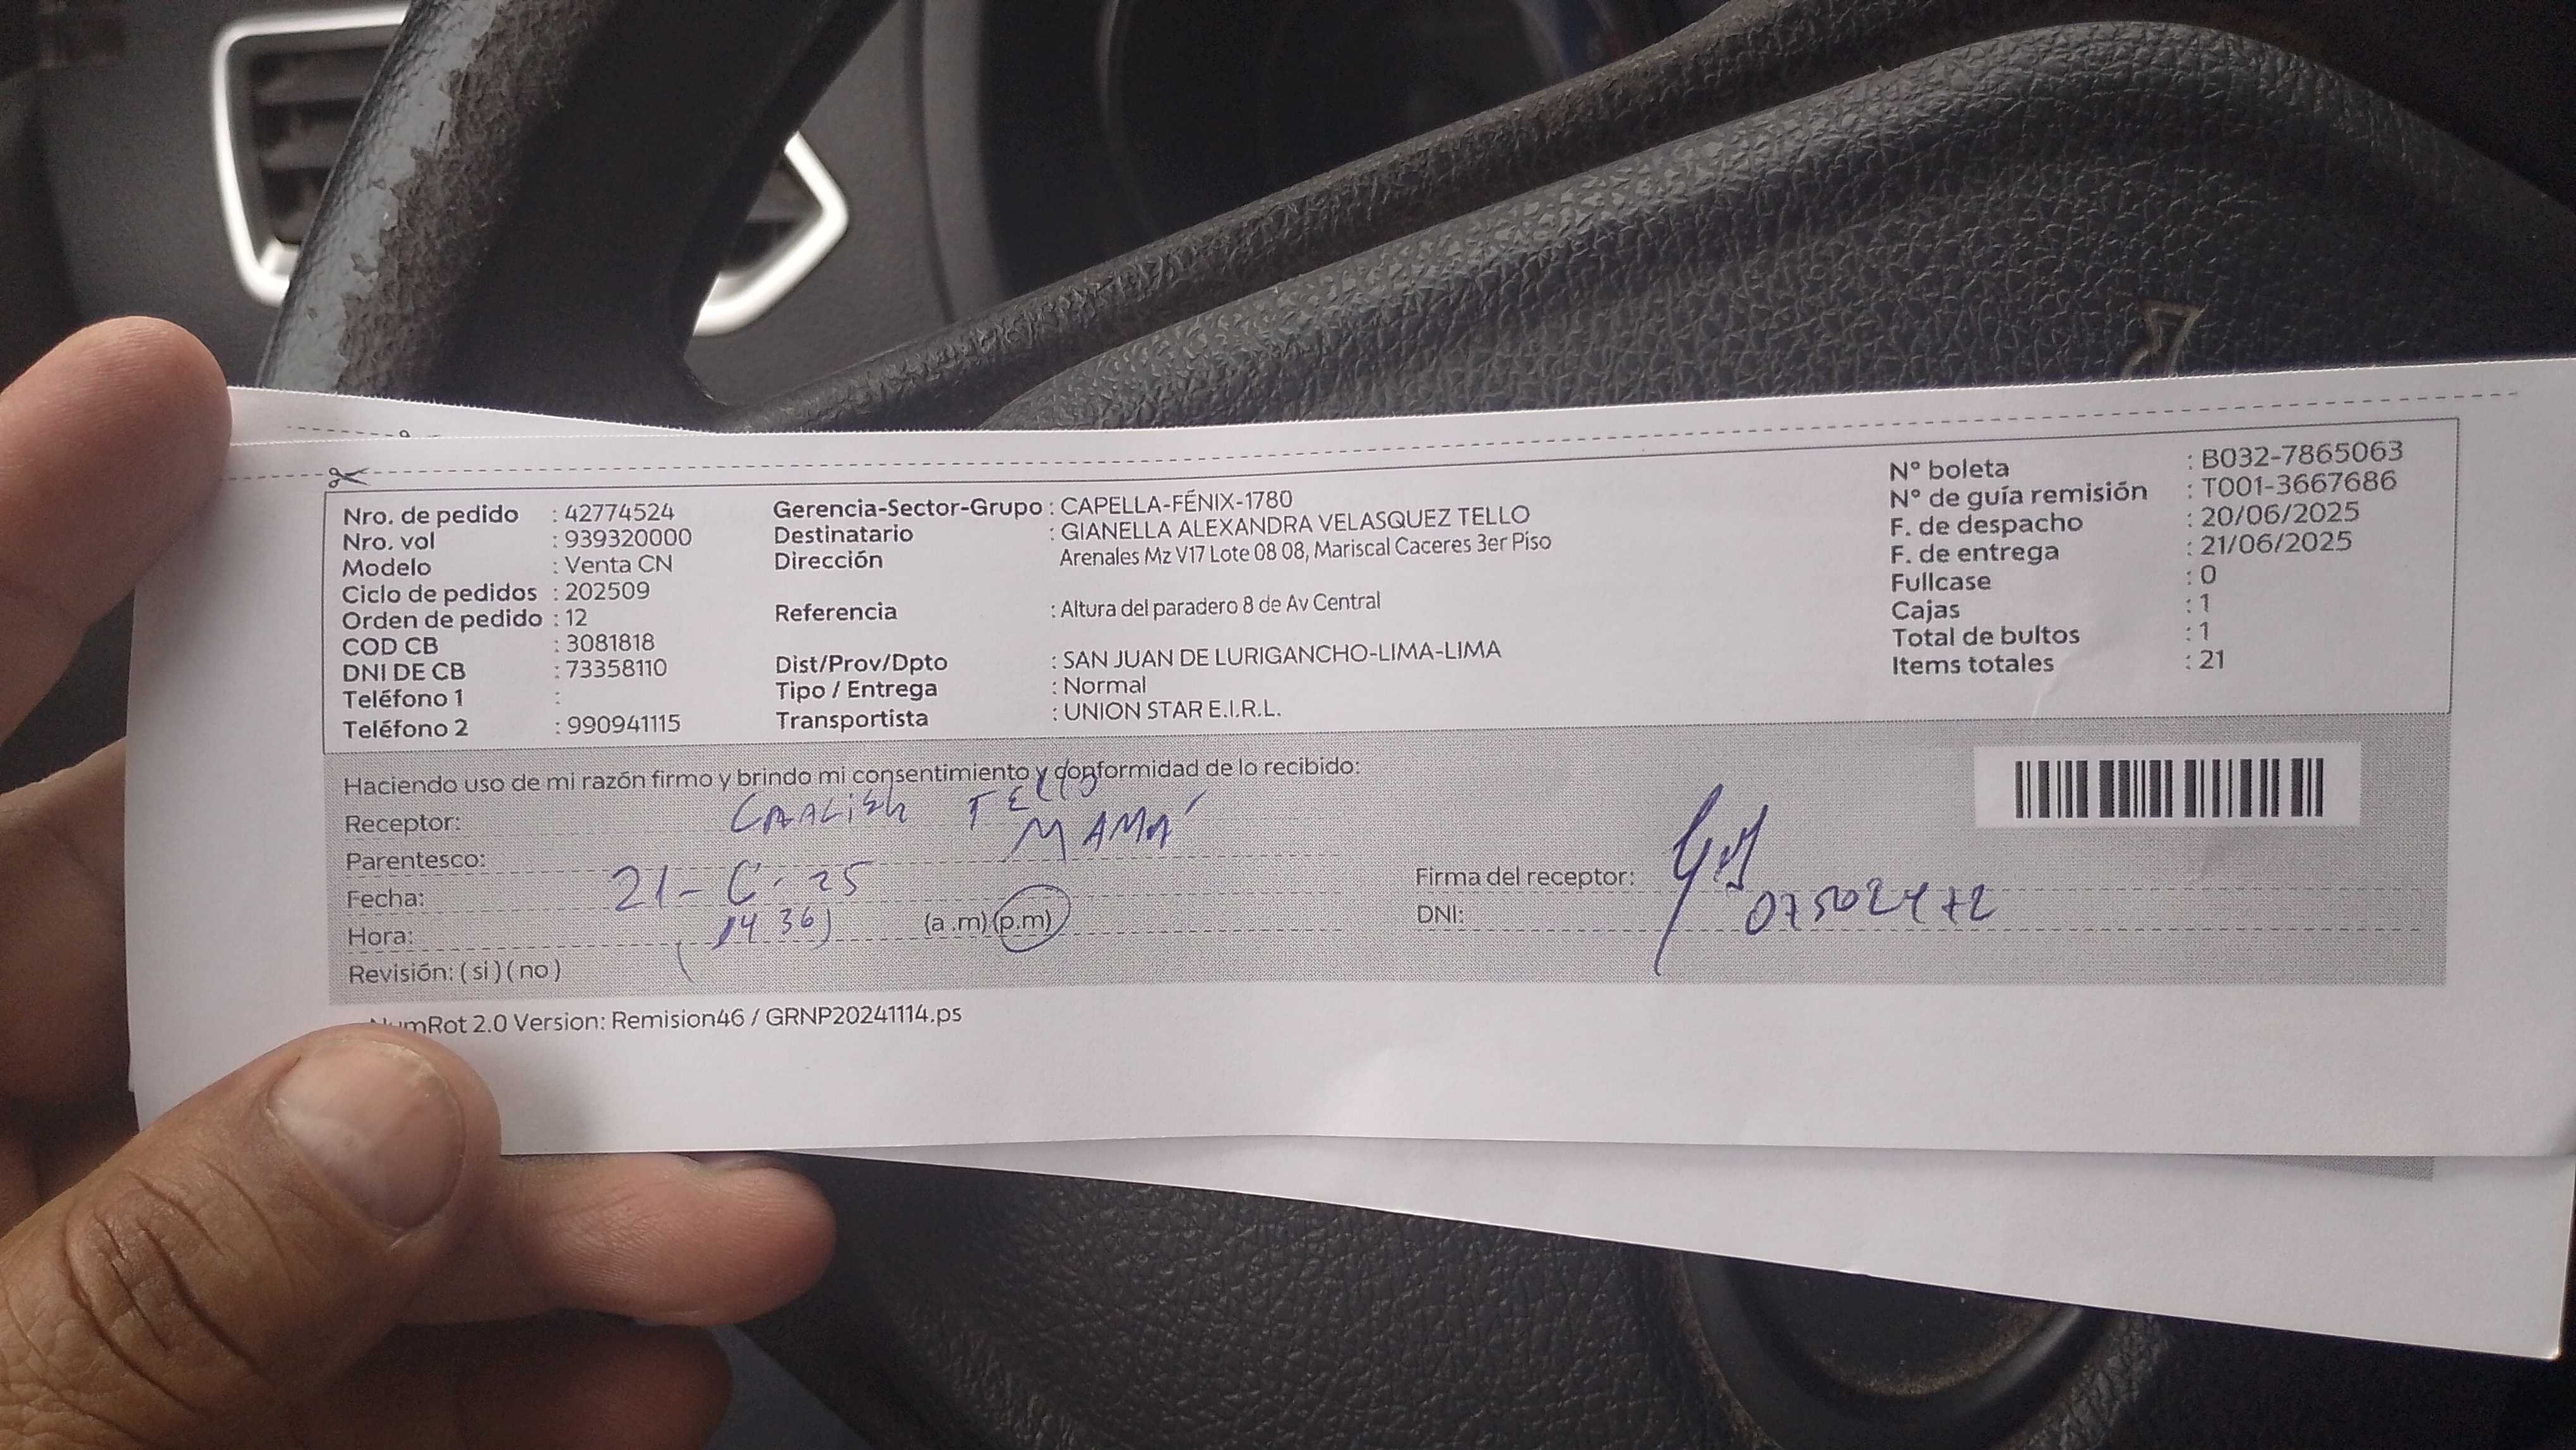 Nro. de pedido : 42774524
Nro. vol : 939320000
Modelo : Venta CN
Ciclo de pedidos : 202509
Orden de pedido : 12
COD CB : 3081818
DNI DE CB : 73358110
Teléfono 1 :
Teléfono 2 : 990941115
Gerencia-Sector-Grupo : CAPELLA-FÉNIX-1780
Destinatario : GIANELLA ALEXANDRA VELASQUEZ TELLO
Dirección Arenales Mz V17 Lote 08 08, Mariscal Caceres 3er Piso
Referencia : Altura del paradero 8 de Av Central
Dist/Prov/Dpto : SAN JUAN DE LURIGANCHO-LIMA-LIMA
Tipo / Entrega : Normal
Transportista : UNION STAR E.I.R.L.
N° boleta : B032-7865063
N° de guía remisión : T001-3667686
F. de despacho : 20/06/2025
F. de entrega : 21/06/2025
Fullcase : 0
Cajas : 1
Total de bultos : 1
Items totales : 21
Haciendo uso de mi razón firmo y brindo mi consentimiento y conformidad de lo recibido:
Receptor: TELLO
Parentesco: MAMÁ
Fecha: 21-6-25
Hora: 14 36 (a.m)(p.m)
Revisión: (si)(no)
Firma del receptor:
DNI:
NumRot 2.0 Version: Remision46 / GRNP20241114.ps